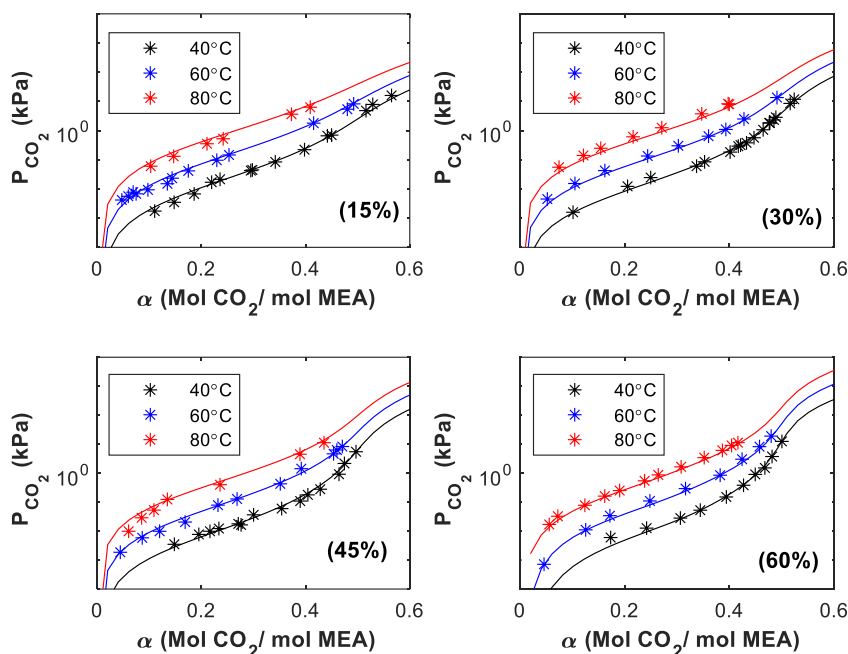 40°C
60°C
80°C
10^0
P_CO2 (kPa)
(15%)
0 0.2 0.4 0.6
α (Mol CO2/ mol MEA)
40°C
60°C
80°C
10^0
P_CO2 (kPa)
(30%)
0 0.2 0.4 0.6
α (Mol CO2/ mol MEA)
40°C
60°C
80°C
10^0
P_CO2 (kPa)
(45%)
0 0.2 0.4 0.6
α (Mol CO2/ mol MEA)
40°C
60°C
80°C
10^0
P_CO2 (kPa)
(60%)
0 0.2 0.4 0.6
α (Mol CO2/ mol MEA)